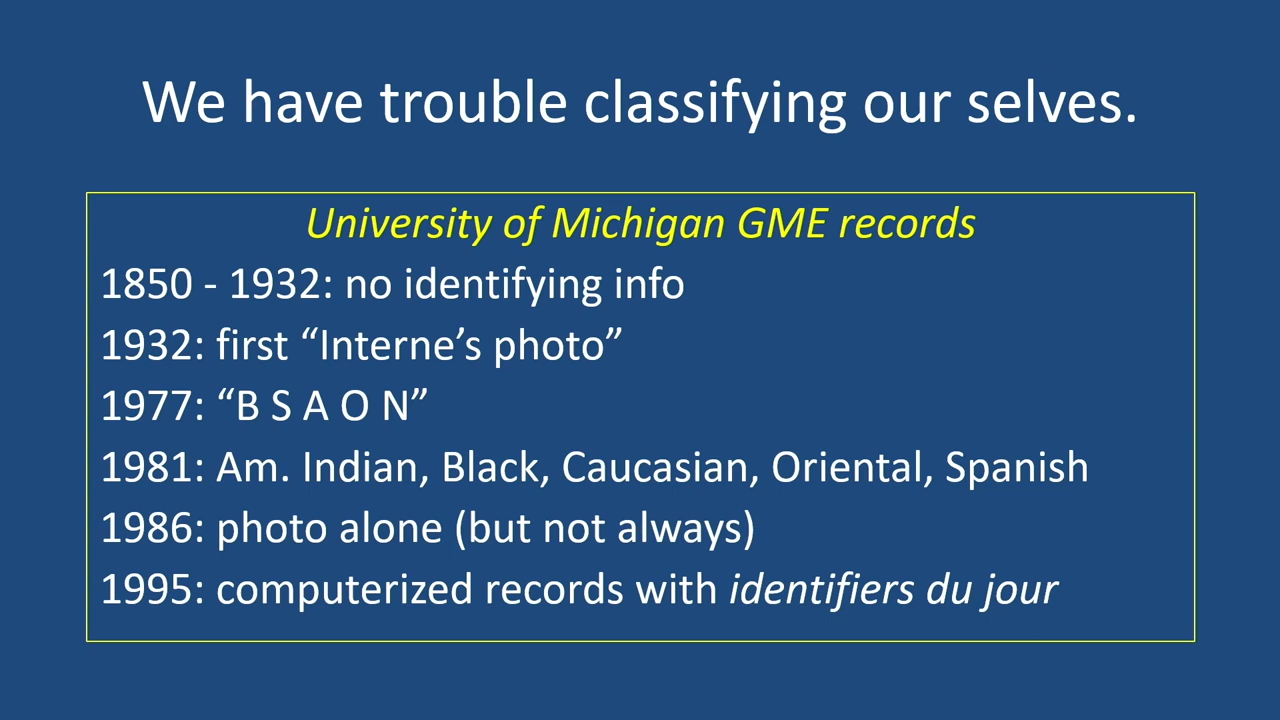 We have trouble classifying our selves.
University of Michigan GME records
1850 - 1932: no identifying info
1932: first “Interne’s photo”
1977: “B S A O N”
1981: Am. Indian, Black, Caucasian, Oriental, Spanish
1986: photo alone (but not always)
1995: computerized records with identifiers du jour